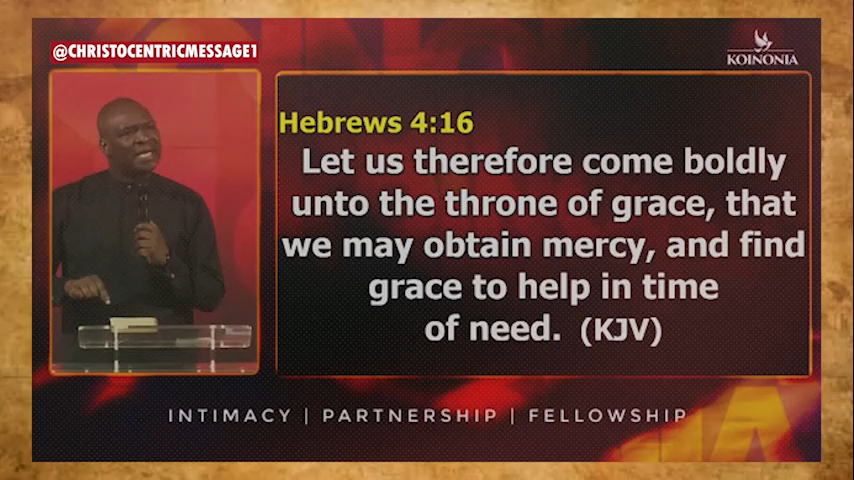 @CHRISTOCENTRICMESSAGE1
KOINONIA
Hebrews 4:16
Let us therefore come boldly
unto the throne of grace, that
we may obtain mercy, and find
grace to help in time
of need. (KJV)
INTIMACY | PARTNERSHIP | FELLOWSHIP